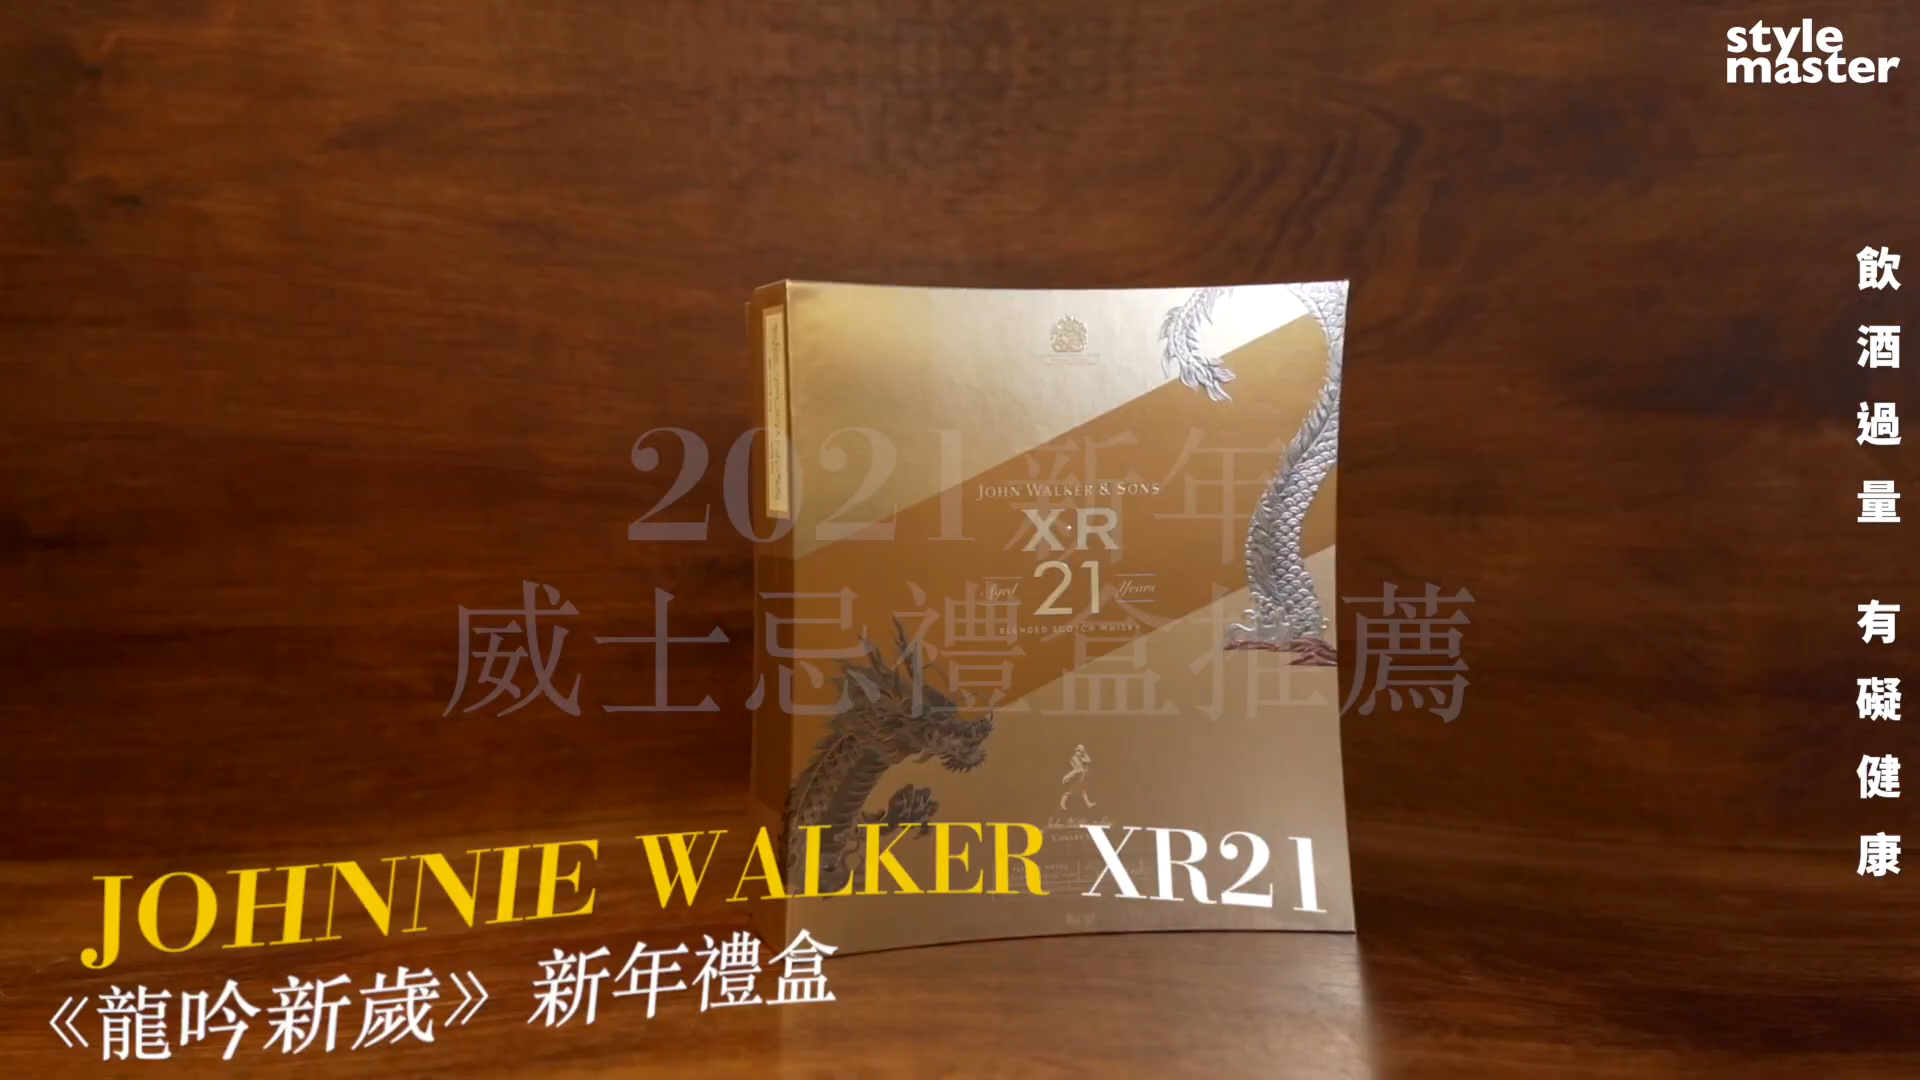 style
master
飲酒過量 有礙健康
2021新年
威士忌禮盒推薦
JOHN WALKER & SONS
XR
Aged 21 Years
BLENDED SCOTCH WHISKY
JOHNNIE WALKER XR21
《龍吟新歲》新年禮盒